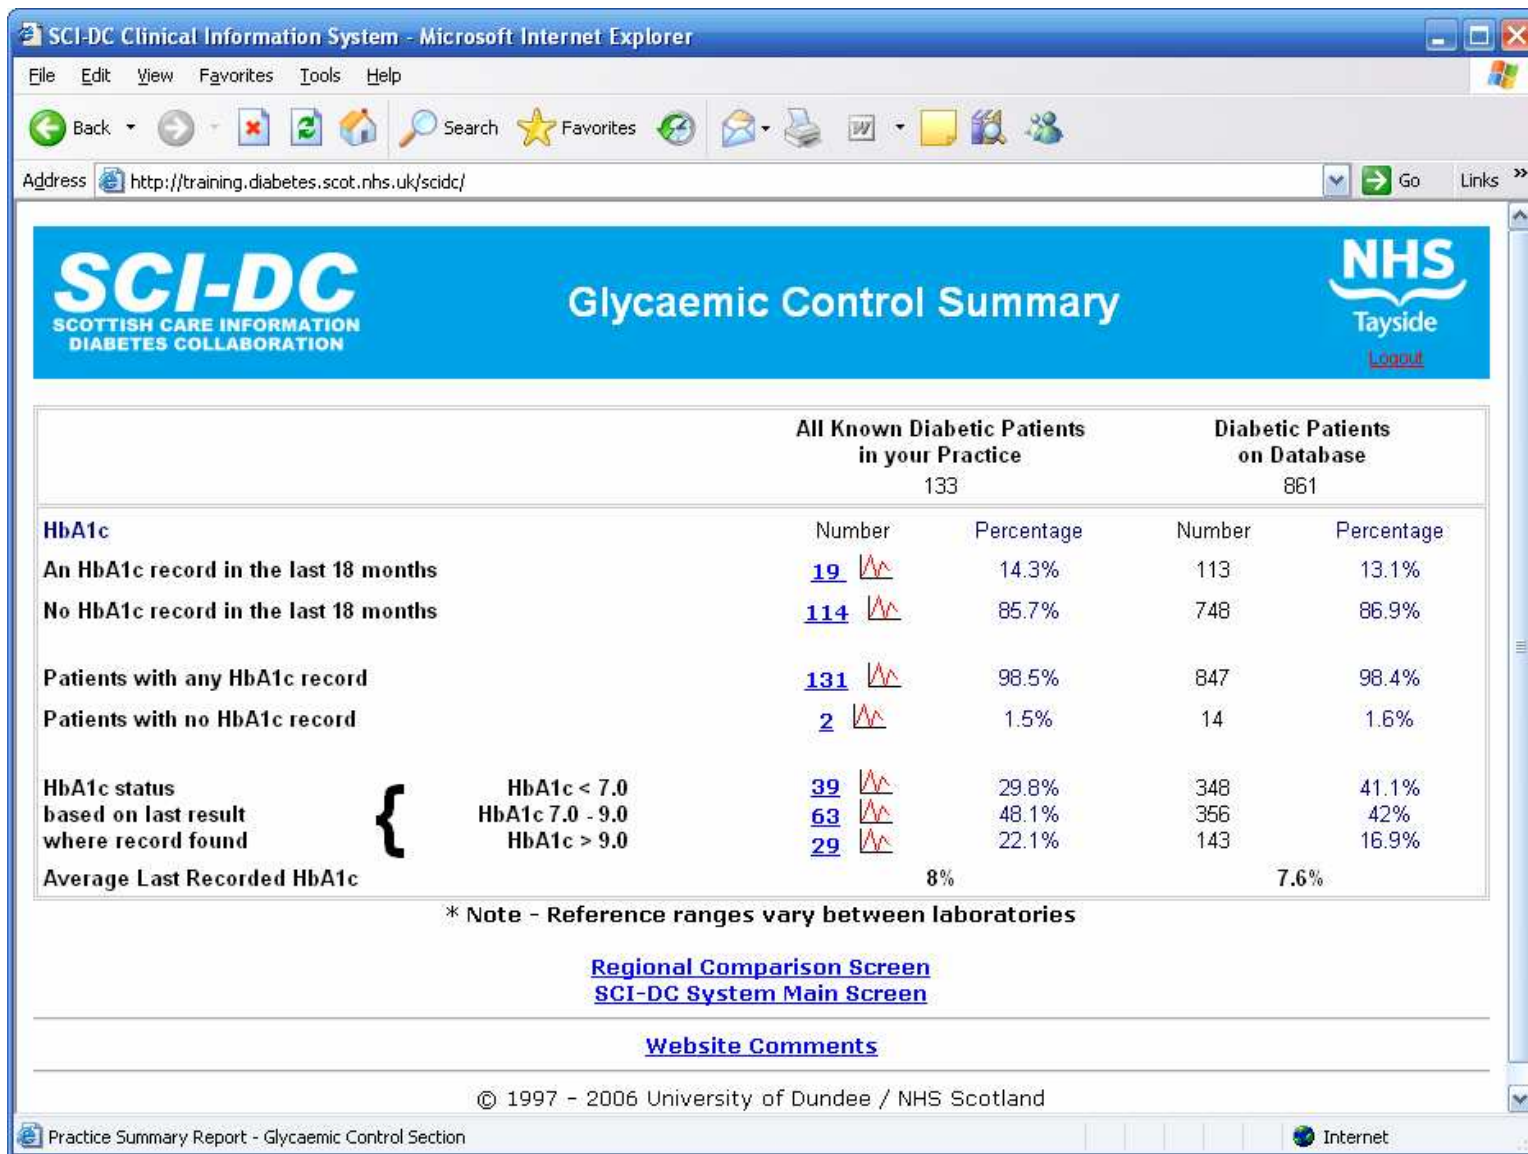 SCI-DC Clinical Information System - Microsoft Internet Explorer
File Edit View Favorites Tools Help
Back Search Favorites
Address http://training.diabetes.scot.nhs.uk/scidc/ Go Links »
SCI-DC
SCOTTISH CARE INFORMATION
DIABETES COLLABORATION
Glycaemic Control Summary
NHS
Tayside
Logout
All Known Diabetic Patients Diabetic Patients
in your Practice on Database
133 861
HbA1c Number Percentage Number Percentage
An HbA1c record in the last 18 months 19 14.3% 113 13.1%
No HbA1c record in the last 18 months 114 85.7% 748 86.9%
Patients with any HbA1c record 131 98.5% 847 98.4%
Patients with no HbA1c record 2 1.5% 14 1.6%
HbA1c status { HbA1c < 7.0 39 29.8% 348 41.1%
based on last result HbA1c 7.0 - 9.0 63 48.1% 356 42%
where record found HbA1c > 9.0 29 22.1% 143 16.9%
Average Last Recorded HbA1c 8% 7.6%
* Note - Reference ranges vary between laboratories
Regional Comparison Screen
SCI-DC System Main Screen
Website Comments
© 1997 - 2006 University of Dundee / NHS Scotland
Practice Summary Report - Glycaemic Control Section Internet